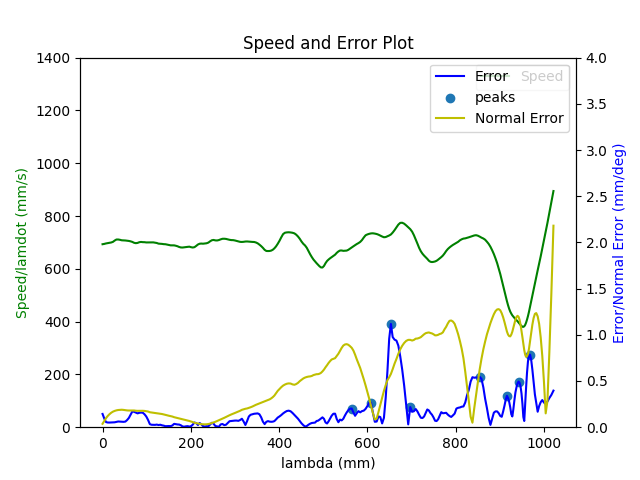 Speed and Error Plot
Speed/lamdot (mm/s)
1400
1200
1000
800
600
400
200
0
4.0
3.5
3.0
2.5
2.0
1.5
1.0
0.5
0.0
Error/Normal Error (mm/deg)
Error
Speed
peaks
Normal Error
0 200 400 600 800 1000
lambda (mm)